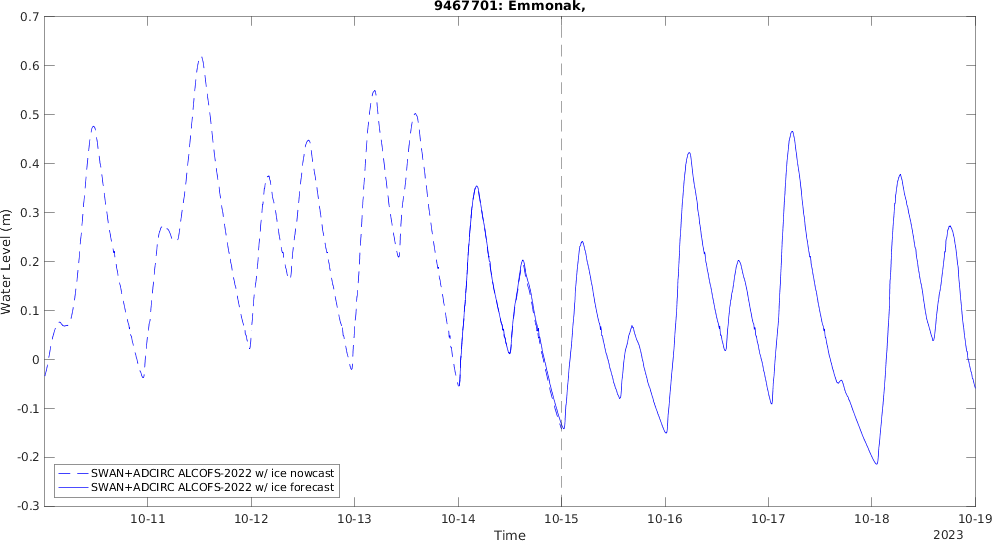 9467701: Emmonak,
Water Level (m)
0.7
0.6
0.5
0.4
0.3
0.2
0.1
0
-0.1
-0.2
-0.3
SWAN+ADCIRC ALCOFS-2022 w/ ice nowcast
SWAN+ADCIRC ALCOFS-2022 w/ ice forecast
10-11 10-12 10-13 10-14 10-15 10-16 10-17 10-18 10-19
Time
2023